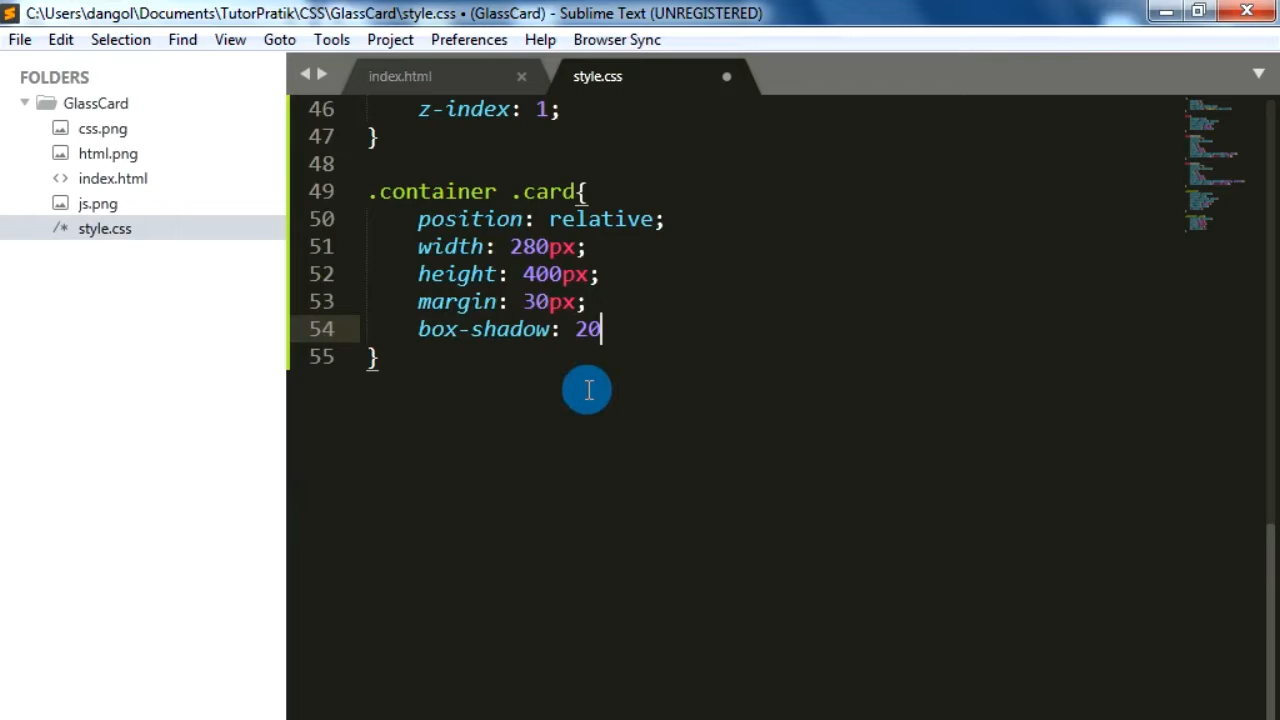 C:\Users\dangol\Documents\TutorPratik\CSS\GlassCard\style.css • (GlassCard) - Sublime Text (UNREGISTERED)
File Edit Selection Find View Goto Tools Project Preferences Help Browser Sync
FOLDERS
GlassCard
css.png
html.png
<> index.html
js.png
/* style.css
index.html
style.css
46 z-index: 1;
47 }
48
49 .container .card{
50 position: relative;
51 width: 280px;
52 height: 400px;
53 margin: 30px;
54 box-shadow: 20
55 }